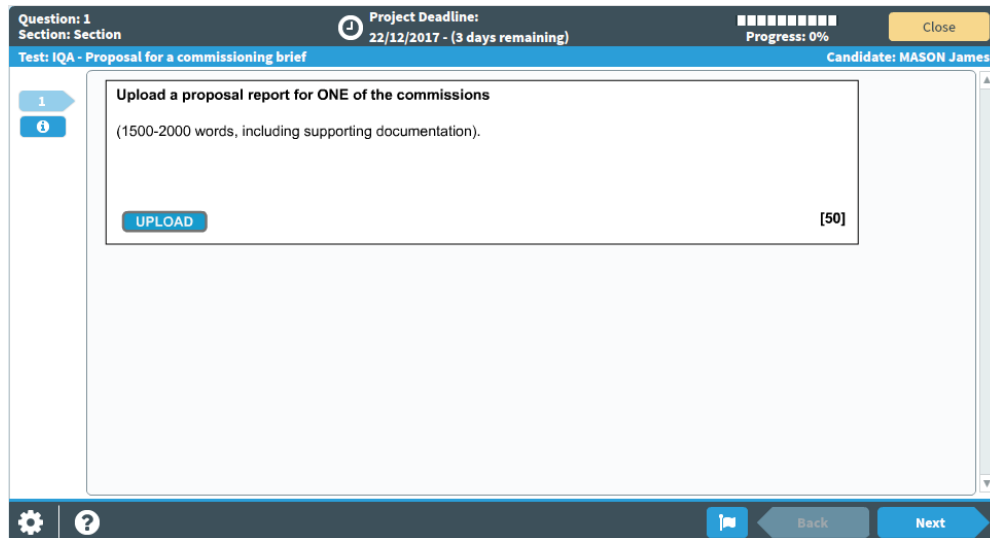 Question: 1
Section: Section
Project Deadline:
22/12/2017 - (3 days remaining)
Progress: 0%
Close
Test: IQA - Proposal for a commissioning brief
Candidate: MASON James
1
Upload a proposal report for ONE of the commissions
(1500-2000 words, including supporting documentation).
UPLOAD
[50]
Back
Next